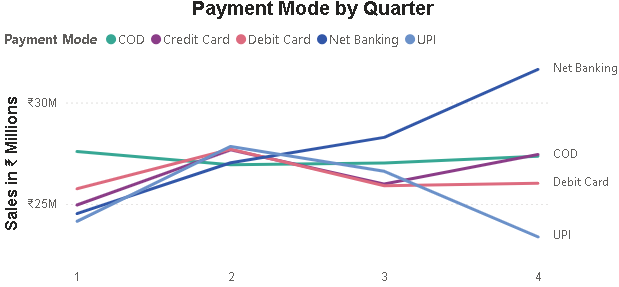 Payment Mode by Quarter
Payment Mode COD Credit Card Debit Card Net Banking UPI
Sales in ₹ Millions
₹30M
₹25M
Net Banking
COD
Debit Card
UPI
1 2 3 4